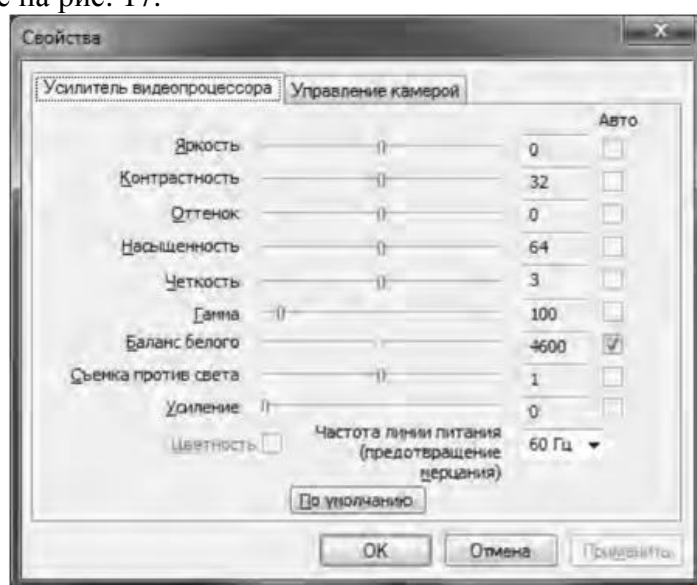 с на рис. 17.
Свойства
Усилитель видеопроцессора Управление камерой
Авто
Яркость 0
Контрастность 32
Оттенок 0
Насыщенность 64
Четкость 3
Гамма 100
Баланс белого 4600
Съемка против света 1
Усиление 0
Цветность Частота линии питания (предотвращение мерцания) 60 Гц
По умолчанию
OK Отмена Применить